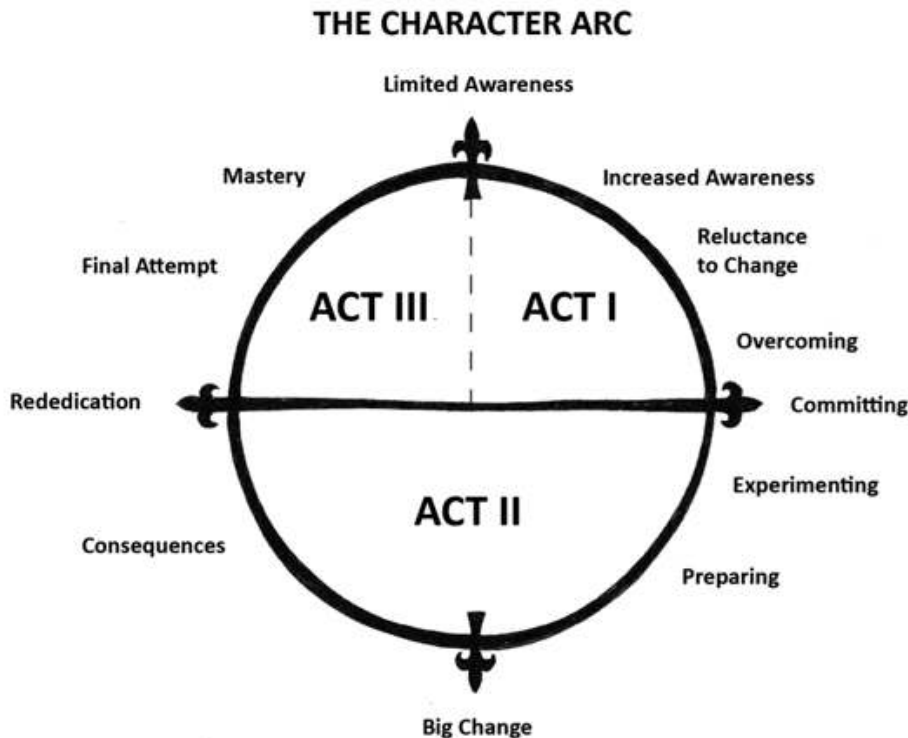 THE CHARACTER ARC
Limited Awareness
Mastery
Increased Awareness
Final Attempt
Reluctance
to Change
ACT III
ACT I
Overcoming
Rededication
Committing
Experimenting
ACT II
Consequences
Preparing
Big Change